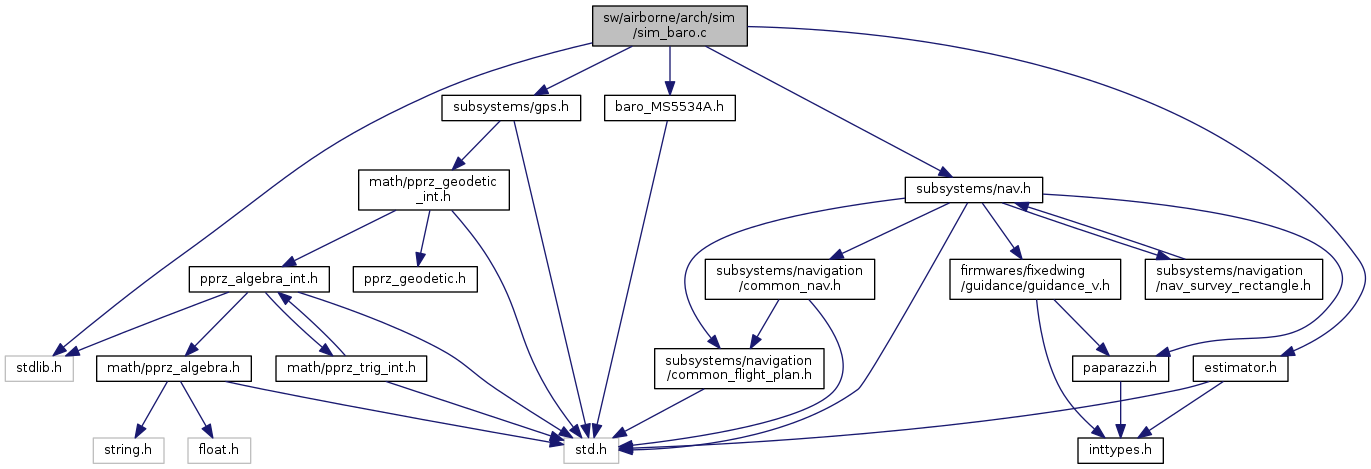 sw/airborne/arch/sim
/sim_baro.c
subsystems/gps.h
baro_MS5534A.h
math/pprz_geodetic
_int.h
subsystems/nav.h
pprz_algebra_int.h
pprz_geodetic.h
subsystems/navigation
/common_nav.h
firmwares/fixedwing
/guidance/guidance_v.h
subsystems/navigation
/nav_survey_rectangle.h
stdlib.h
math/pprz_algebra.h
math/pprz_trig_int.h
subsystems/navigation
/common_flight_plan.h
paparazzi.h
estimator.h
string.h
float.h
std.h
inttypes.h